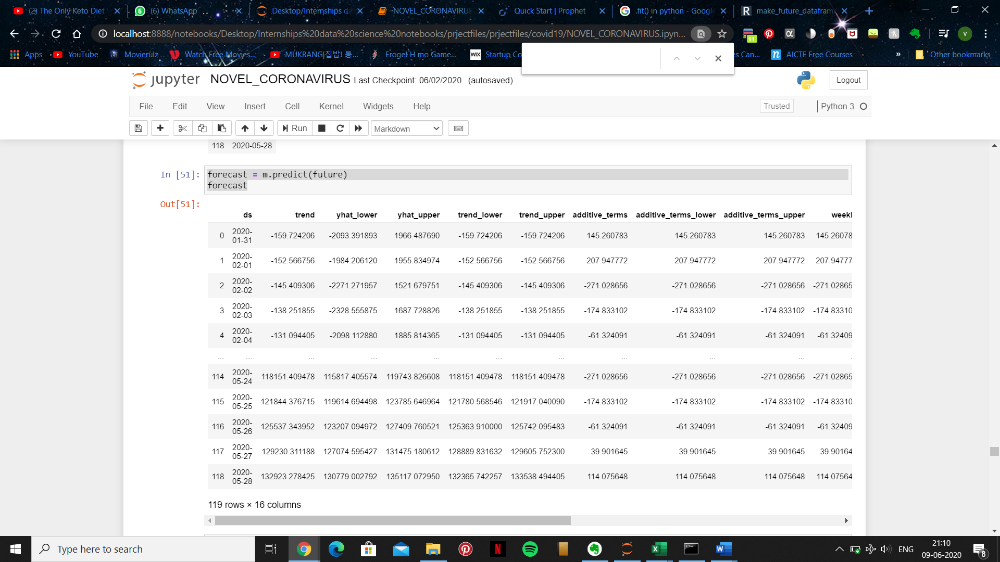 (2) The Only Keto Diet
(6) WhatsApp
Desktop/Internships da
NOVEL_CORONAVIRUS
Quick Start | Prophet
.fit() in python - Google
make_future_datafram
localhost:8888/notebooks/Desktop/Internships%20data%20science%20notebooks/prjectfiles/prjectfiles/covid19/NOVEL_CORONAVIRUS.ipyn...
11
v
Apps
YouTube
Movierulz
Watch Free Movies...
MUKBANG|집밥! 통...
Eroge! H mo Game...
WIX Startup Co
es Can...
n AICTE Free Courses
» Other bookmarks
jupyter NOVEL_CORONAVIRUS Last Checkpoint: 06/02/2020 (autosaved)
Logout
File Edit View Insert Cell Kernel Widgets Help
Trusted
Python 3
Run
Markdown
118 2020-05-28
In [51]: forecast = m.predict(future)
forecast
Out[51]:
ds trend yhat_lower yhat_upper trend_lower trend_upper additive_terms additive_terms_lower additive_terms_upper weekl
0 2020-01-31 -159.724206 -2093.391893 1966.487690 -159.724206 -159.724206 145.260783 145.260783 145.260783 145.26078
1 2020-02-01 -152.566756 -1984.206120 1955.834974 -152.566756 -152.566756 207.947772 207.947772 207.947772 207.94777
2 2020-02-02 -145.409306 -2271.271957 1521.679751 -145.409306 -145.409306 -271.028656 -271.028656 -271.028656 -271.02865
3 2020-02-03 -138.251855 -2328.555875 1687.728826 -138.251855 -138.251855 -174.833102 -174.833102 -174.833102 -174.83310
4 2020-02-04 -131.094405 -2098.112880 1885.814365 -131.094405 -131.094405 -61.324091 -61.324091 -61.324091 -61.32409
... ... ... ... ... ... ... ... ... ... .
114 2020-05-24 118151.409478 115817.405574 119743.826608 118151.409478 118151.409478 -271.028656 -271.028656 -271.028656 -271.02865
115 2020-05-25 121844.376715 119614.694498 123785.646964 121780.568546 121917.040090 -174.833102 -174.833102 -174.833102 -174.83310
116 2020-05-26 125537.343952 123207.094972 127409.760521 125363.910000 125742.095483 -61.324091 -61.324091 -61.324091 -61.32409
117 2020-05-27 129230.311188 127074.595427 131475.180612 128889.831632 129605.752300 39.901645 39.901645 39.901645 39.90164
118 2020-05-28 132923.278425 130779.002792 135117.072950 132365.742257 133538.494405 114.075648 114.075648 114.075648 114.07564
119 rows × 16 columns
Type here to search
ENG
21:10
09-06-2020
8